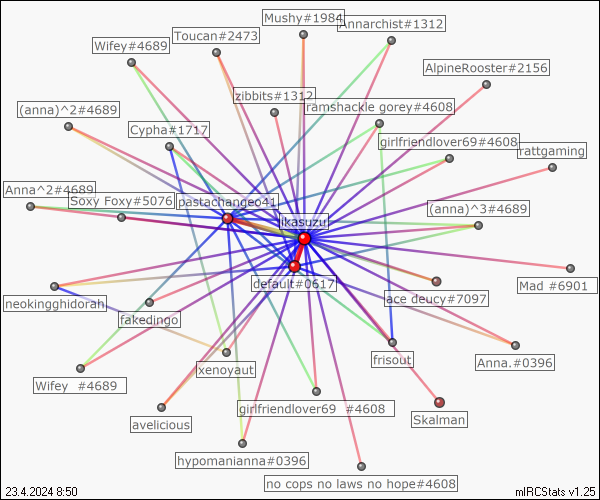 Mushy#1984
Annarchist#1312
Toucan#2473
Wifey#4689
AlpineRooster#2156
zibbits#1312
ramshackle gorey#4608
(anna)^2#4689
Cypha#1717
girlfriendlover69#4608
rattgaming
Anna^2#4689
Soxy Foxy#5076
pastachangeo41
(anna)^3#4689
jikasuzu
default#0617
Mad #6901
neokingghidorah
ace deucy#7097
fakedingo
frisout
Anna.#0396
xenoyaut
Wifey  #4689
girlfriendlover69  #4608
avelicious
Skalman
hypomanianna#0396
no cops no laws no hope#4608
23.4.2024 8:50
mIRCStats v1.25